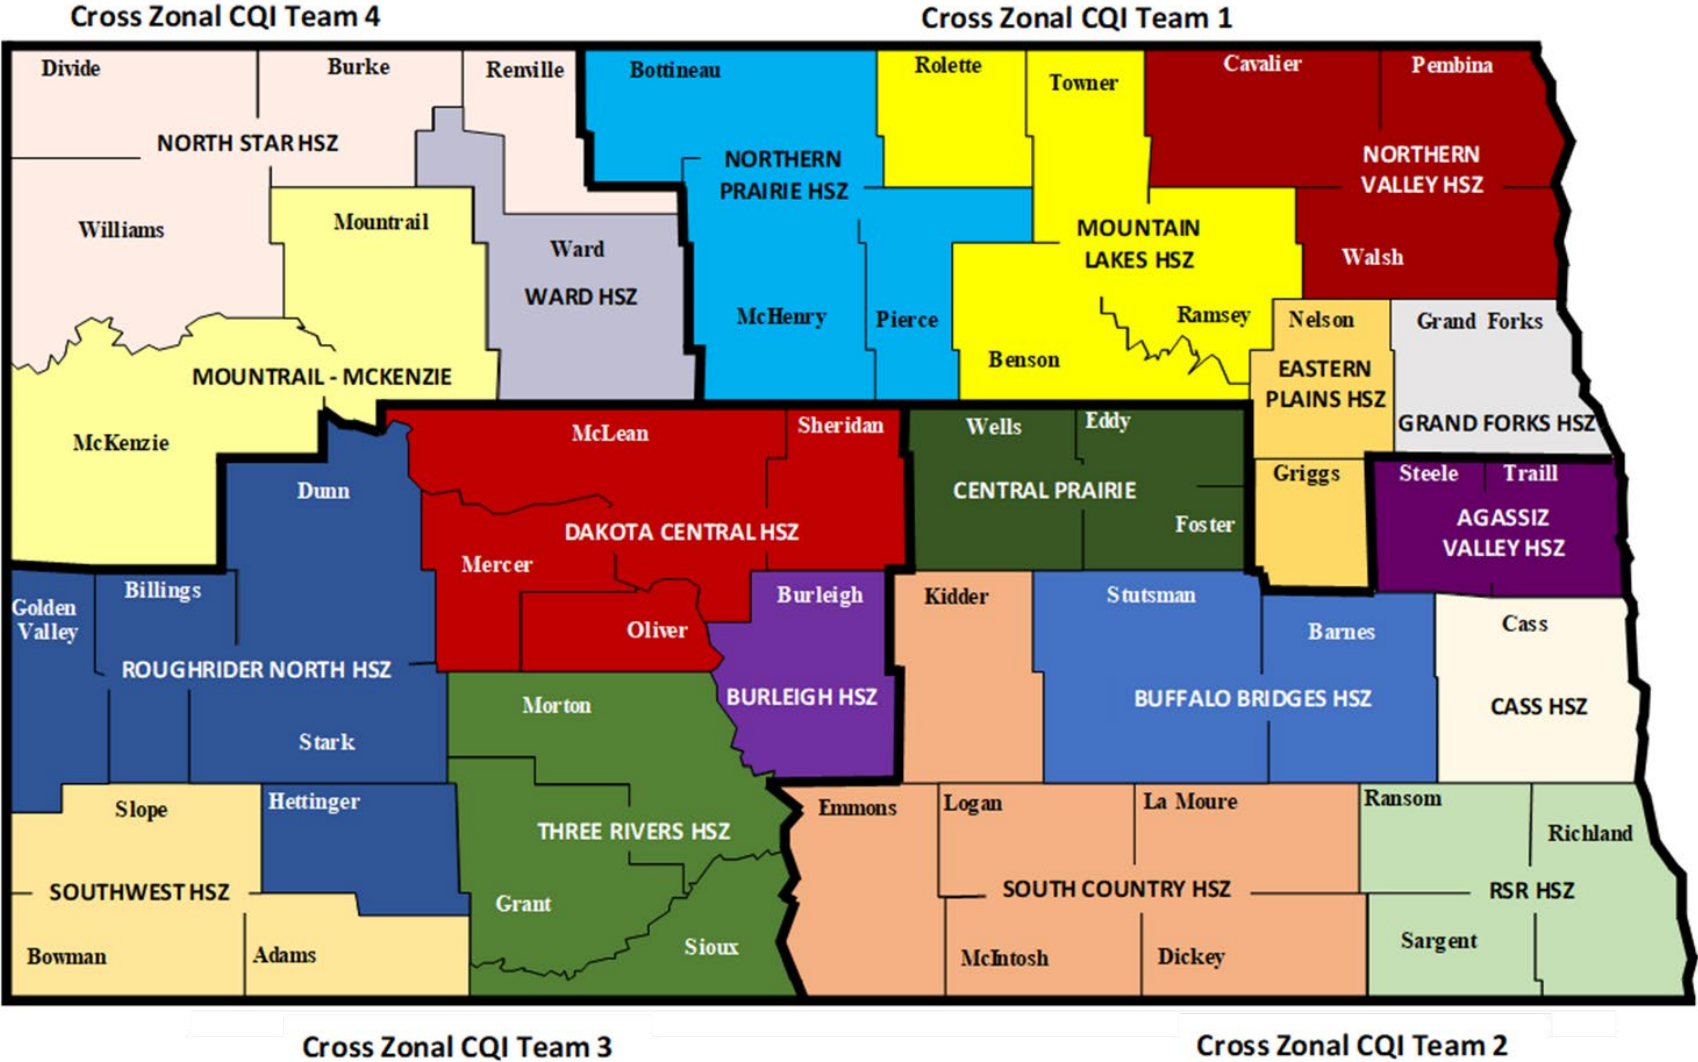 Cross Zonal CQI Team 4
Cross Zonal CQI Team 1
Divide
Burke
Renville
Bottineau
Rolette
Towner
Cavalier
Pembina
NORTH STAR HSZ
NORTHERN
PRAIRIE HSZ
NORTHERN
VALLEY HSZ
Williams
Mountrail
Ward
WARD HSZ
MOUNTAIN
LAKES HSZ
Walsh
McHenry
Pierce
Ramsey
Benson
Nelson
Grand Forks
EASTERN
PLAINS HSZ
MOUNTRAIL - MCKENZIE
McKenzie
GRAND FORKS HSZ
McLean
Sheridan
Wells
Eddy
Dunn
CENTRAL PRAIRIE
Griggs
Steele
Traill
DAKOTA CENTRAL HSZ
Foster
AGASSIZ
VALLEY HSZ
Mercer
Golden
Valley
Billings
Burleigh
Kidder
Stutsman
Barnes
Cass
Oliver
ROUGHRIDER NORTH HSZ
BURLEIGH HSZ
BUFFALO BRIDGES HSZ
CASS HSZ
Morton
Stark
Slope
Hettinger
Emmons
Logan
La Moure
Ransom
Richland
THREE RIVERS HSZ
SOUTHWEST HSZ
SOUTH COUNTRY HSZ
RSR HSZ
Grant
Sioux
Sargent
Bowman
Adams
McIntosh
Dickey
Cross Zonal CQI Team 3
Cross Zonal CQI Team 2